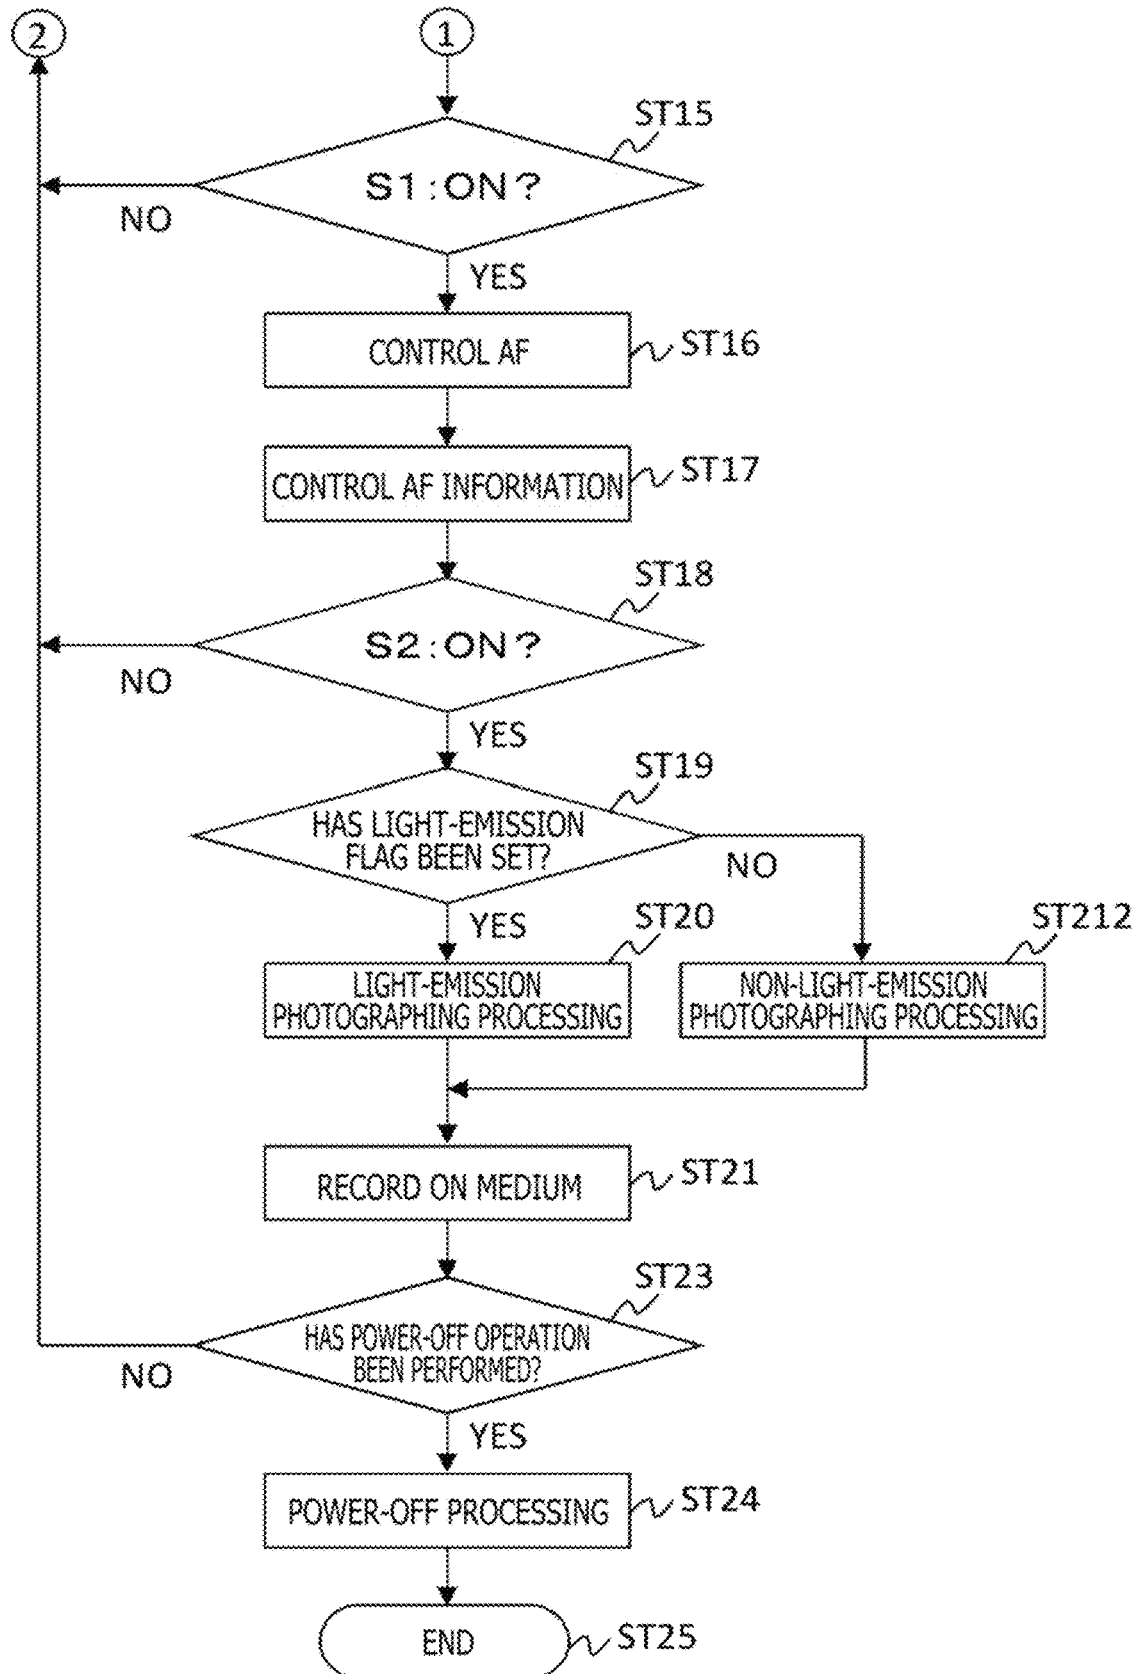 2
1
ST15
S1:ON?
NO
YES
CONTROL AF
ST16
CONTROL AF INFORMATION
ST17
ST18
S2:ON?
NO
YES
ST19
HAS LIGHT-EMISSION
FLAG BEEN SET?
NO
YES
ST20
ST212
LIGHT-EMISSION
PHOTOGRAPHING PROCESSING
NON-LIGHT-EMISSION
PHOTOGRAPHING PROCESSING
RECORD ON MEDIUM
ST21
ST23
HAS POWER-OFF OPERATION
BEEN PERFORMED?
NO
YES
POWER-OFF PROCESSING
ST24
END
ST25